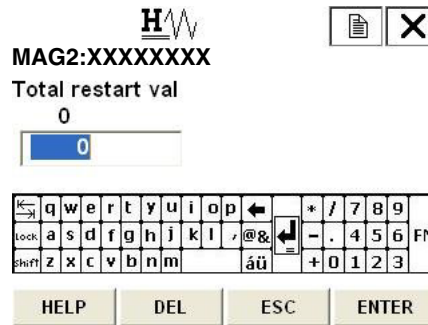 H
MAG2:XXXXXXXX
Total restart val
0
0
q w e r t y u i o p * / 7 8 9
Lock a s d f g h j k l , @& - . 4 5 6 FN
shift z x c v b n m áü + 0 1 2 3
HELP DEL ESC ENTER